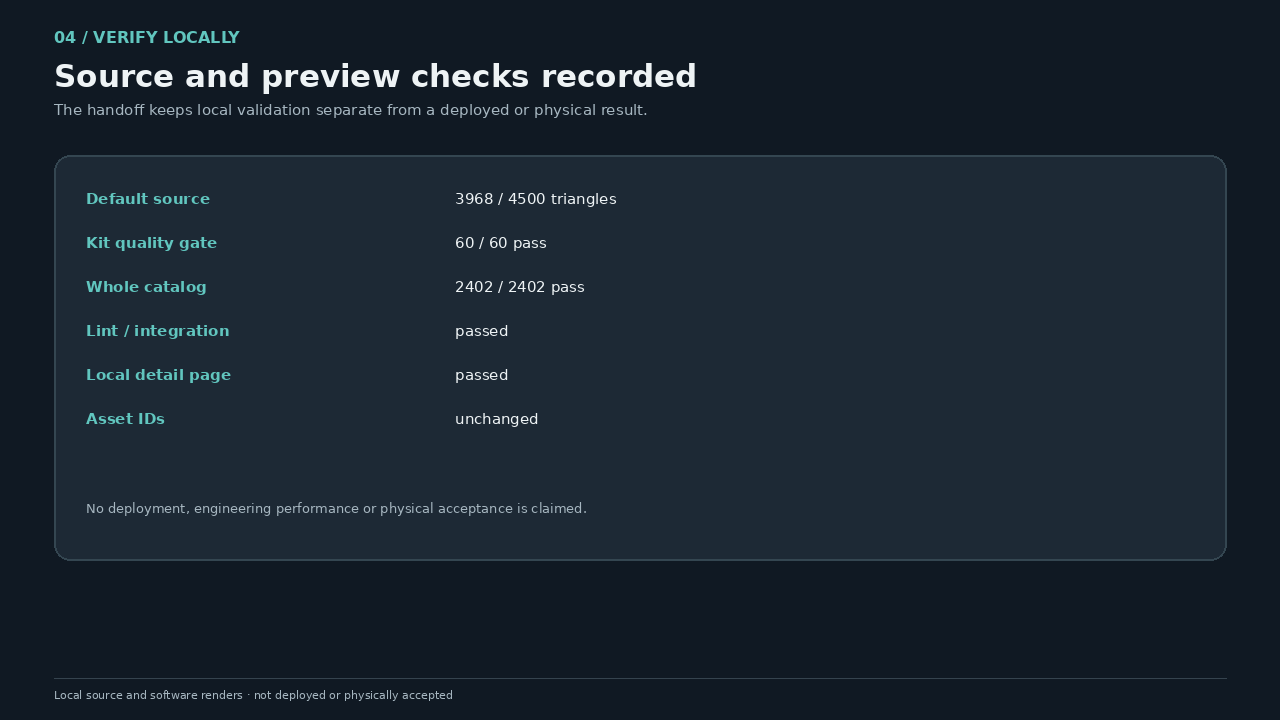 04 / VERIFY LOCALLY
Source and preview checks recorded
The handoff keeps local validation separate from a deployed or physical result.
Default source 3968 / 4500 triangles
Kit quality gate 60 / 60 pass
Whole catalog 2402 / 2402 pass
Lint / integration passed
Local detail page passed
Asset IDs unchanged
No deployment, engineering performance or physical acceptance is claimed.
Local source and software renders · not deployed or physically accepted